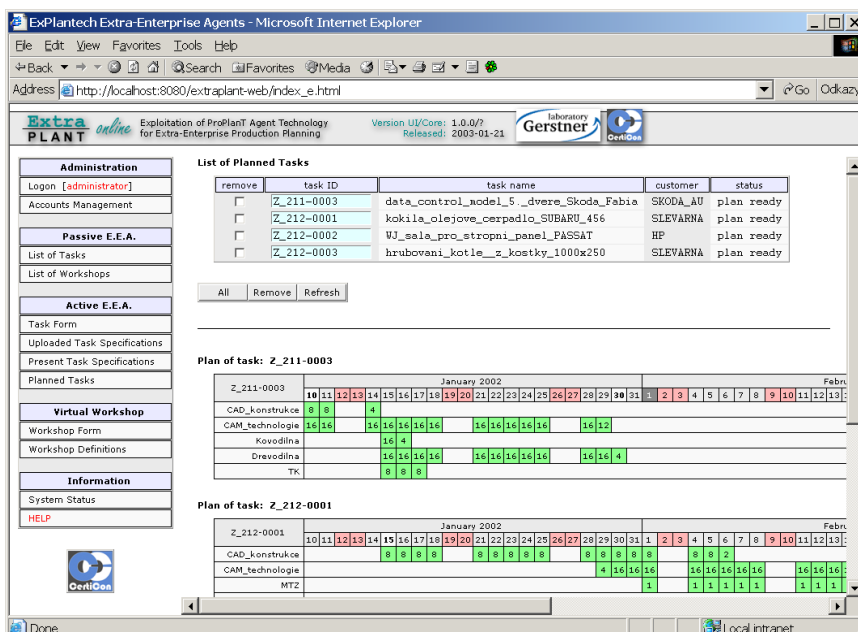 ExPlantech Extra-Enterprise Agents - Microsoft Internet Explorer
File Edit View Favorites Tools Help
Back Search Favorites Media
Address http://localhost:8080/extraplant-web/index_e.html Go Odkazy
Extra PLANT online Exploitation of ProPlanT Agent Technology for Extra-Enterprise Production Planning
Version UI/Core: 1.0.0/?
Released: 2003-01-21
laboratory Gerstner
CertiCon
Administration
Logon [administrator]
Accounts Management
Passive E.E.A.
List of Tasks
List of Workshops
Active E.E.A.
Task Form
Uploaded Task Specifications
Present Task Specifications
Planned Tasks
Virtual Workshop
Workshop Form
Workshop Definitions
Information
System Status
HELP
CertiCon
List of Planned Tasks
remove task ID task name customer status
Z_211-0003 data_control_model_5._dvere_Skoda_Fabia SKODA_AU plan ready
Z_212-0001 kokila_olejove_cerpadlo_SUBARU_456 SLEVARNA plan ready
Z_212-0002 WJ_sala_pro_stropni_panel_PASSAT HP plan ready
Z_212-0003 hrubovani_kotle__z_kostky_1000x250 SLEVARNA plan ready
All Remove Refresh
Plan of task: Z_211-0003
Z_211-0003 January 2002 Febru
10 11 12 13 14 15 16 17 18 19 20 21 22 23 24 25 26 27 28 29 30 31 1 2 3 4 5 6 7 8 9 10 11 12 13
CAD_konstrukce 8 8 4
CAM_technologie 16 16 16 16 16 16 16 16 16 16 16 16 12
Kovodilna 16 4
Drevodilna 16 16 16 16 16 16 16 16 16 16 16 4
TK 8 8 8
Plan of task: Z_212-0001
Z_212-0001 January 2002 Febru
10 11 12 13 14 15 16 17 18 19 20 21 22 23 24 25 26 27 28 29 30 31 1 2 3 4 5 6 7 8 9 10 11 12 13
CAD_konstrukce 8 8 8 8 8 8 8 8 8 8 8 8 8 8 8 8 2
CAM_technologie 4 16 16 16 16 16 16 16 16 16 16 16
MTZ 1 1 1 1 1 1 1 1 1
Done Local intranet